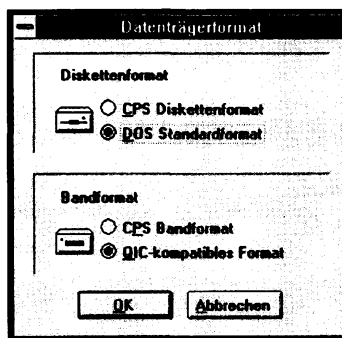 Datenträgerformat
Diskettenformat
CPS Diskettenformat
DOS Standardformat
Bandformat
CPS Bandformat
QIC-kompatibles Format
OK
Abbrechen